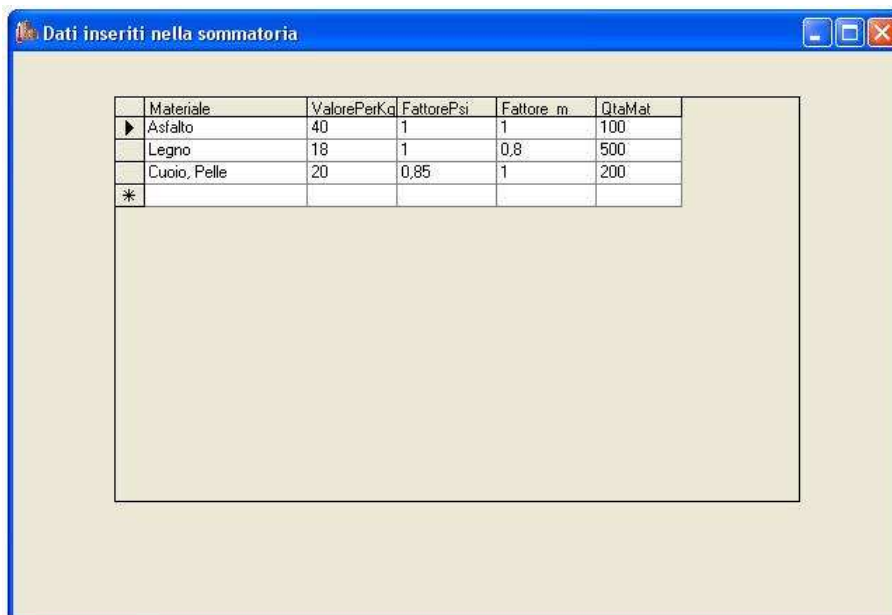 Dati inseriti nella sommatoria
Materiale ValorePerKg FattorePsi Fattore_m QtaMat
Asfalto 40 1 1 100
Legno 18 1 0,8 500
Cuoio, Pelle 20 0,85 1 200